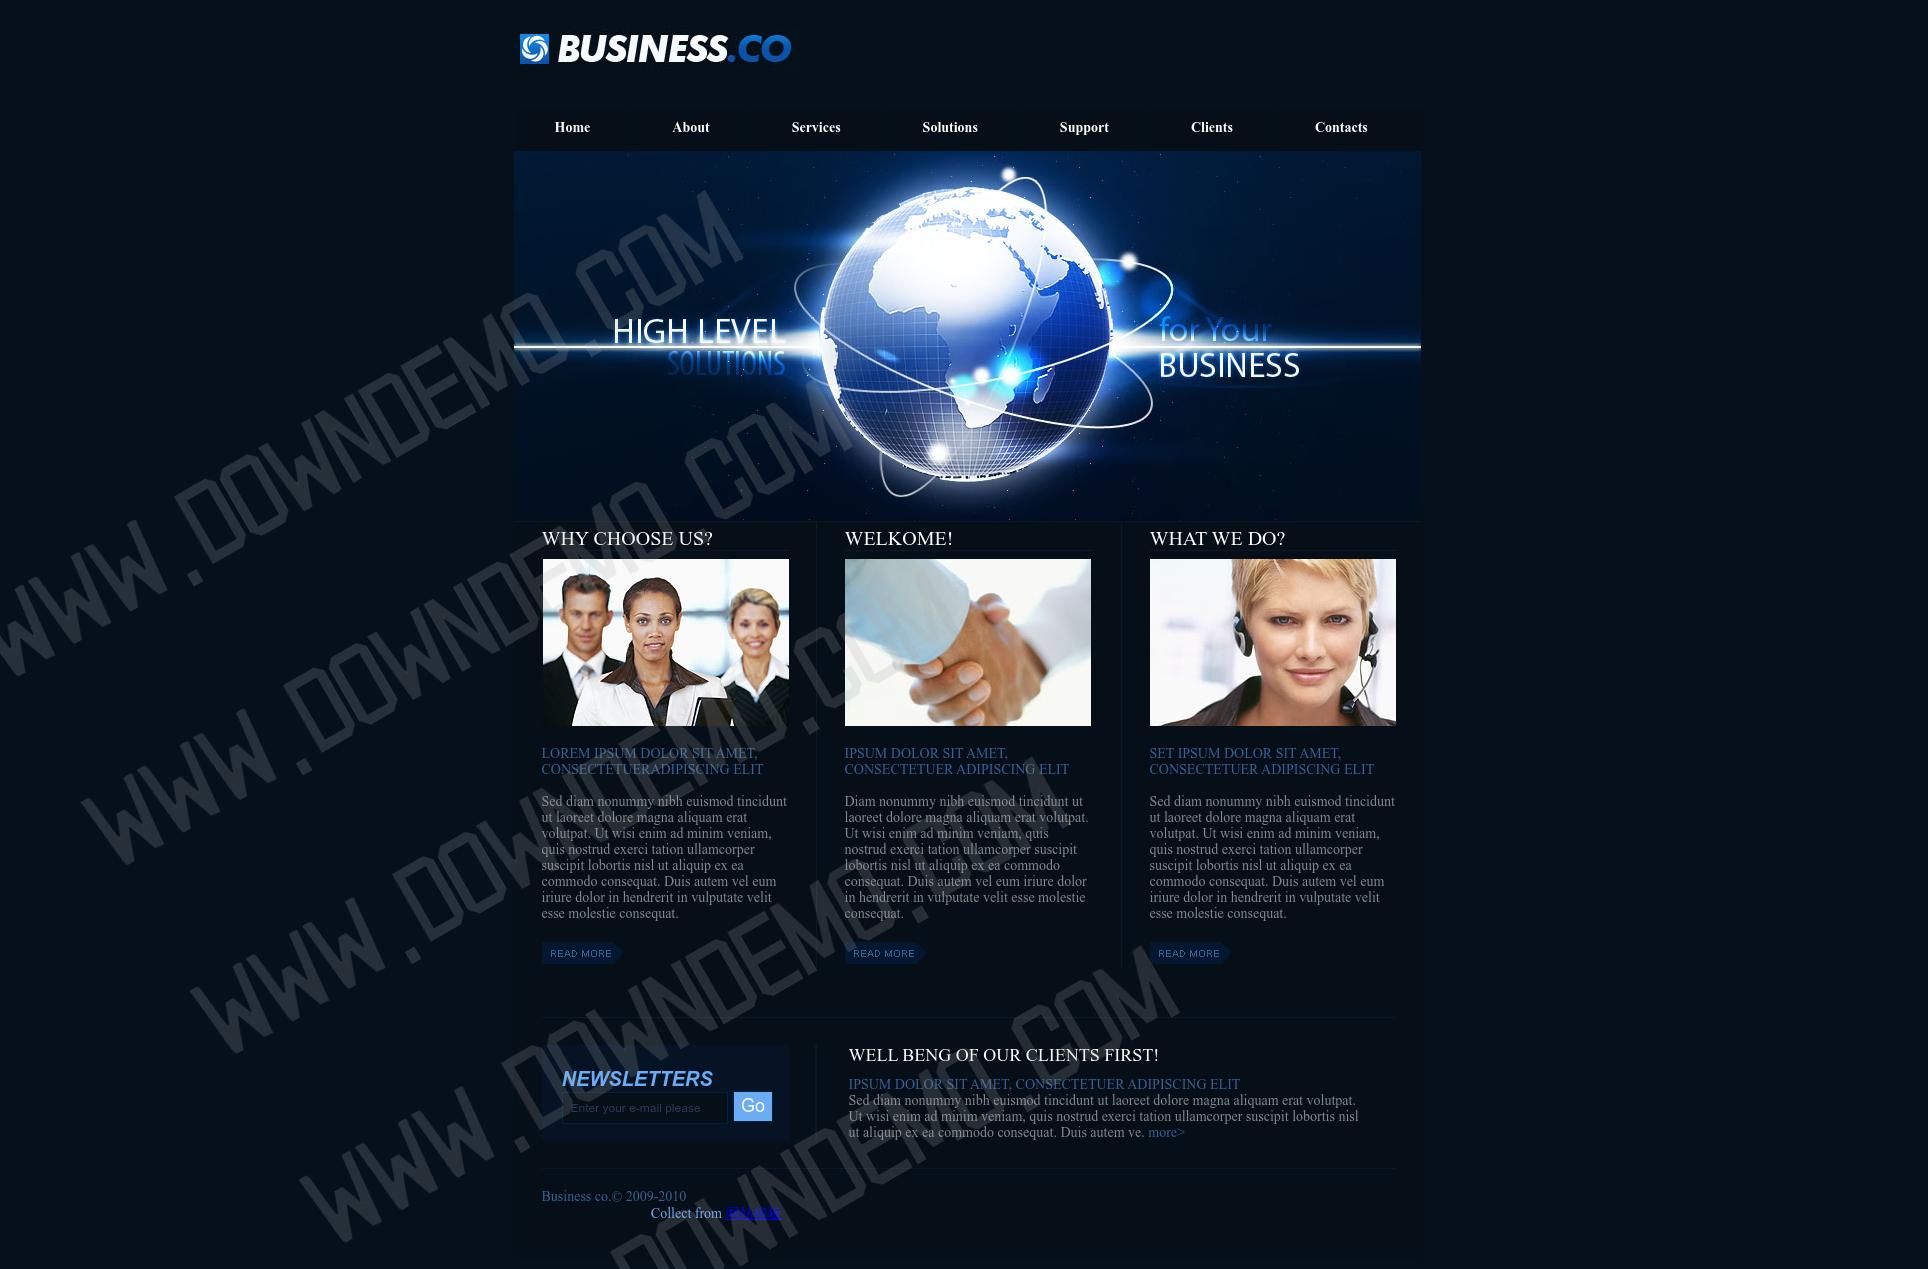 BUSINESS.CO
Home About Services Solutions Support Clients Contacts
HIGH LEVEL
SOLUTIONS
for Your
BUSINESS
WHY CHOOSE US?
LOREM IPSUM DOLOR SIT AMET,
CONSECTETUERADIPISCING ELIT
Sed diam nonummy nibh euismod tincidunt
ut laoreet dolore magna aliquam erat
volutpat. Ut wisi enim ad minim veniam,
quis nostrud exerci tation ullamcorper
suscipit lobortis nisl ut aliquip ex ea
commodo consequat. Duis autem vel eum
iriure dolor in hendrerit in vulputate velit
esse molestie consequat.
READ MORE
WELKOME!
IPSUM DOLOR SIT AMET,
CONSECTETUER ADIPISCING ELIT
Diam nonummy nibh euismod tincidunt ut
laoreet dolore magna aliquam erat volutpat.
Ut wisi enim ad minim veniam, quis
nostrud exerci tation ullamcorper suscipit
lobortis nisl ut aliquip ex ea commodo
consequat. Duis autem vel eum iriure dolor
in hendrerit in vulputate velit esse molestie
consequat.
READ MORE
WHAT WE DO?
SET IPSUM DOLOR SIT AMET,
CONSECTETUER ADIPISCING ELIT
Sed diam nonummy nibh euismod tincidunt
ut laoreet dolore magna aliquam erat
volutpat. Ut wisi enim ad minim veniam,
quis nostrud exerci tation ullamcorper
suscipit lobortis nisl ut aliquip ex ea
commodo consequat. Duis autem vel eum
iriure dolor in hendrerit in vulputate velit
esse molestie consequat.
READ MORE
NEWSLETTERS
Enter your e-mail please
Go
WELL BENG OF OUR CLIENTS FIRST!
IPSUM DOLOR SIT AMET, CONSECTETUER ADIPISCING ELIT
Sed diam nonummy nibh euismod tincidunt ut laoreet dolore magna aliquam erat volutpat.
Ut wisi enim ad minim veniam, quis nostrud exerci tation ullamcorper suscipit lobortis nisl
ut aliquip ex ea commodo consequat. Duis autem ve. more>
Business co.© 2009-2010
Collect from
WWW.DOWNDEMO.COM
WWW.DOWNDEMO.COM
WWW.DOWNDEMO.COM
WWW.DOWNDEMO.COM
DOWNDEMO.COM